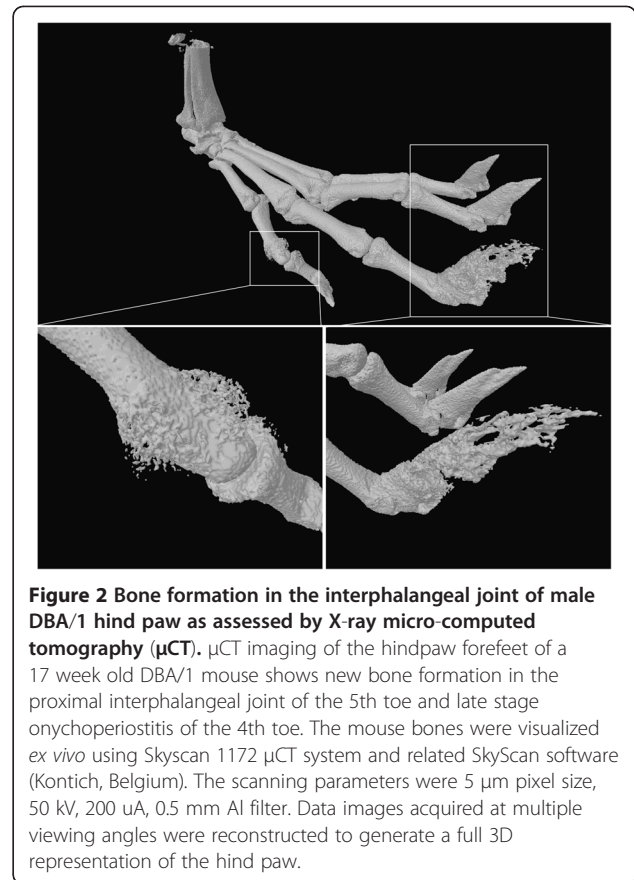 Figure 2 Bone formation in the interphalangeal joint of male
DBA/1 hind paw as assessed by X-ray micro-computed
tomography (μCT). μCT imaging of the hindpaw forefeet of a
17 week old DBA/1 mouse shows new bone formation in the
proximal interphalangeal joint of the 5th toe and late stage
onychoperiostitis of the 4th toe. The mouse bones were visualized
ex vivo using Skyscan 1172 μCT system and related SkyScan software
(Kontich, Belgium). The scanning parameters were 5 μm pixel size,
50 kV, 200 uA, 0.5 mm Al filter. Data images acquired at multiple
viewing angles were reconstructed to generate a full 3D
representation of the hind paw.